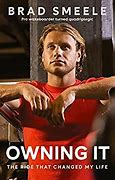 BRAD SMEELE
Pro wakeboarder turned quadriplegic
OWNING IT
THE RIDE THAT CHANGED MY LIFE